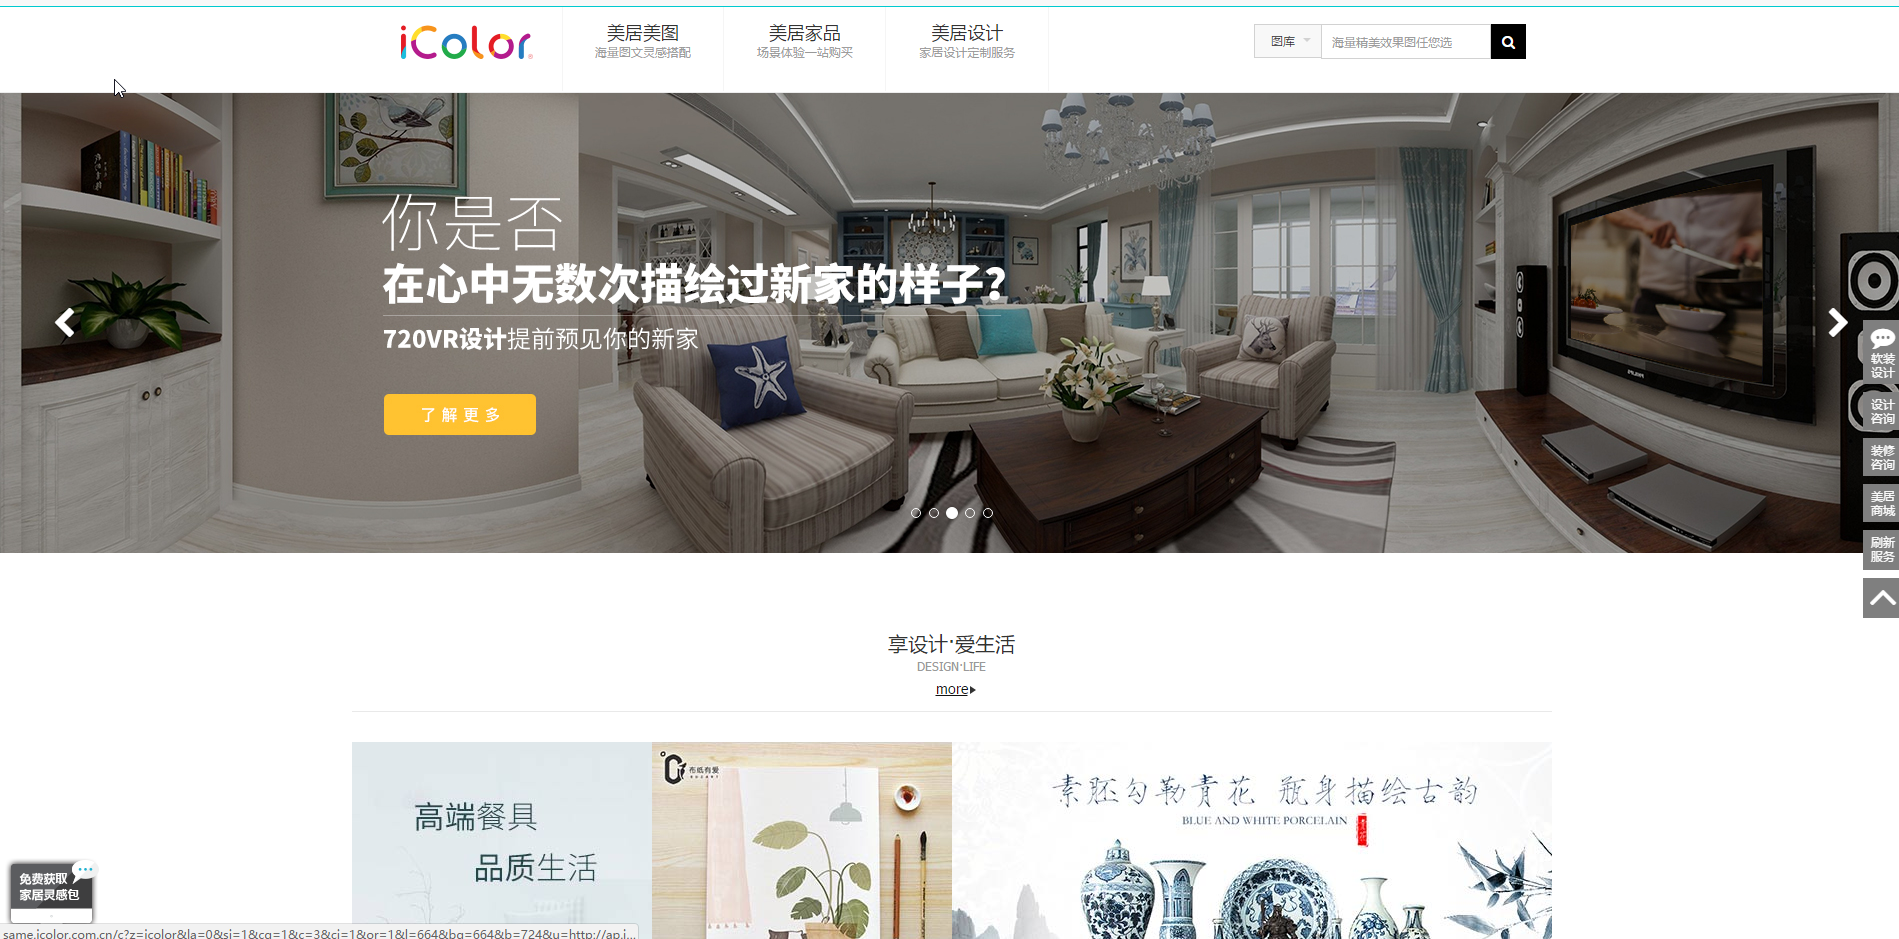 iColor
美居美图
海量图文灵感搭配
美居家品
场景体验一站购买
美居设计
家居设计定制服务
图库
海量精美效果图任您选
你是否
在心中无数次描绘过新家的样子?
720VR设计提前预见你的新家
了解更多
软装
设计
设计
咨询
装修
咨询
美居
商城
刷新
服务
享设计·爱生活
DESIGN·LIFE
more
高端餐具
品质生活
布纸有爱
素胚勾勒青花 瓶身描绘古韵
BLUE AND WHITE PORCELAIN
免费获取
家居灵感包
same.icolor.com.cn/c?z=icolor&la=0&si=1&cg=1&c=3&ci=1&or=1&l=664&bg=664&b=724&u=http://ap.i...